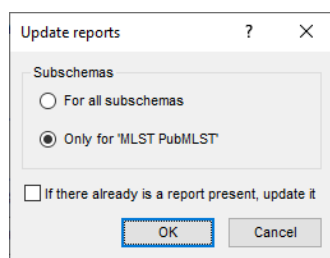 Update reports ?
Subschemas
For all subschemas
Only for 'MLST PubMLST'
If there already is a report present, update it
OK Cancel